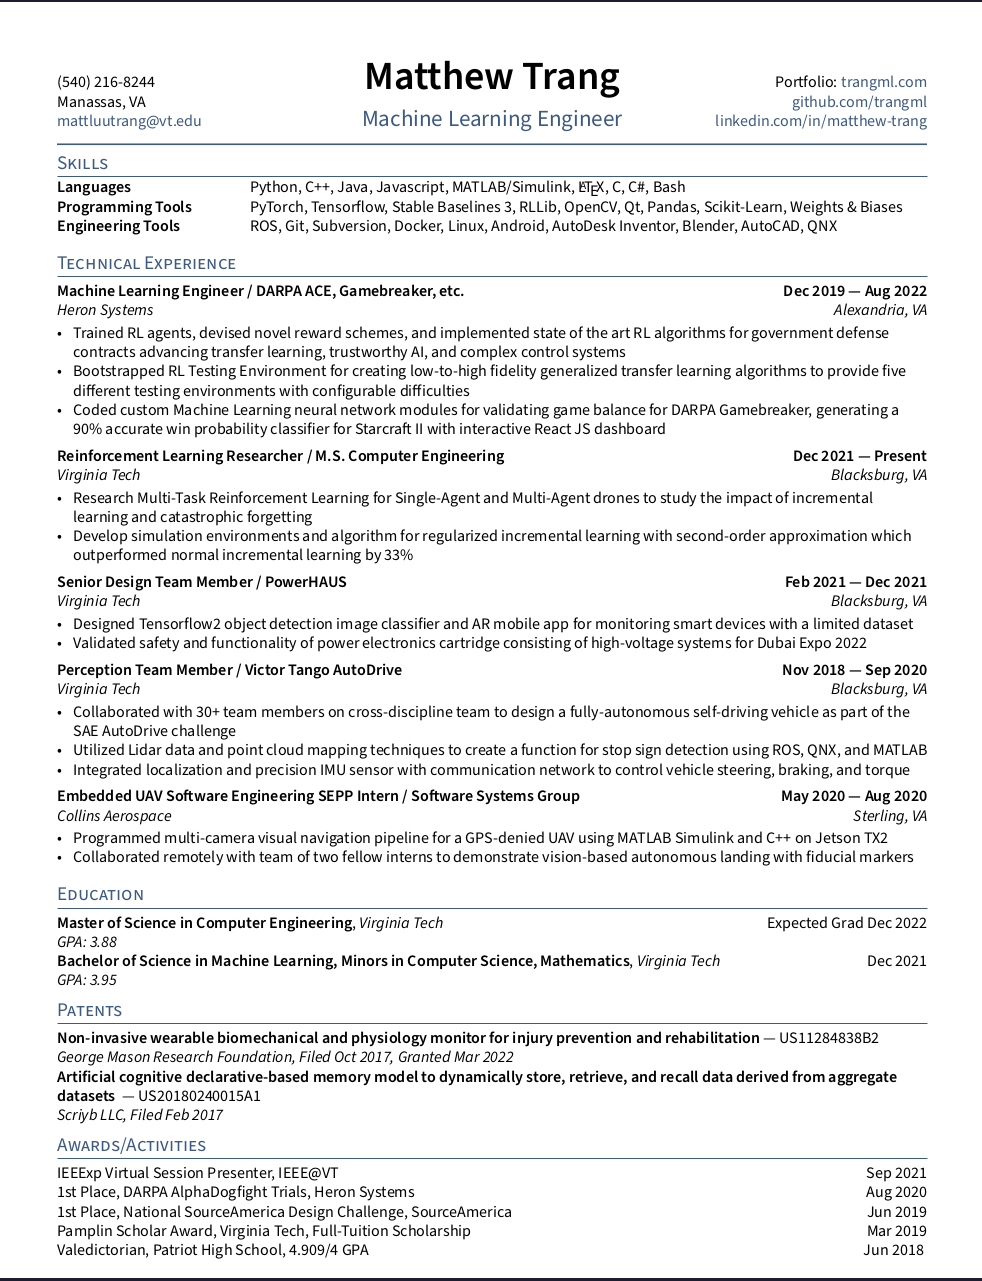 Matthew Trang
Machine Learning Engineer
(540) 216-8244
Manassas, VA
mattluutrang@vt.edu
Portfolio: trangml.com
github.com/trangml
linkedin.com/in/matthew-trang
Skills
Languages Python, C++, Java, Javascript, MATLAB/Simulink, LATEX, C, C#, Bash
Programming Tools PyTorch, Tensorflow, Stable Baselines 3, RLLib, OpenCV, Qt, Pandas, Scikit-Learn, Weights & Biases
Engineering Tools ROS, Git, Subversion, Docker, Linux, Android, AutoDesk Inventor, Blender, AutoCAD, QNX
Technical Experience
Machine Learning Engineer / DARPA ACE, Gamebreaker, etc. Dec 2019 — Aug 2022
Heron Systems Alexandria, VA
• Trained RL agents, devised novel reward schemes, and implemented state of the art RL algorithms for government defense
contracts advancing transfer learning, trustworthy AI, and complex control systems
• Bootstrapped RL Testing Environment for creating low-to-high fidelity generalized transfer learning algorithms to provide five
different testing environments with configurable difficulties
• Coded custom Machine Learning neural network modules for validating game balance for DARPA Gamebreaker, generating a
90% accurate win probability classifier for Starcraft II with interactive React JS dashboard
Reinforcement Learning Researcher / M.S. Computer Engineering Dec 2021 — Present
Virginia Tech Blacksburg, VA
• Research Multi-Task Reinforcement Learning for Single-Agent and Multi-Agent drones to study the impact of incremental
learning and catastrophic forgetting
• Develop simulation environments and algorithm for regularized incremental learning with second-order approximation which
outperformed normal incremental learning by 33%
Senior Design Team Member / PowerHAUS Feb 2021 — Dec 2021
Virginia Tech Blacksburg, VA
• Designed Tensorflow2 object detection image classifier and AR mobile app for monitoring smart devices with a limited dataset
• Validated safety and functionality of power electronics cartridge consisting of high-voltage systems for Dubai Expo 2022
Perception Team Member / Victor Tango AutoDrive Nov 2018 — Sep 2020
Virginia Tech Blacksburg, VA
• Collaborated with 30+ team members on cross-discipline team to design a fully-autonomous self-driving vehicle as part of the
SAE AutoDrive challenge
• Utilized Lidar data and point cloud mapping techniques to create a function for stop sign detection using ROS, QNX, and MATLAB
• Integrated localization and precision IMU sensor with communication network to control vehicle steering, braking, and torque
Embedded UAV Software Engineering SEPP Intern / Software Systems Group May 2020 — Aug 2020
Collins Aerospace Sterling, VA
• Programmed multi-camera visual navigation pipeline for a GPS-denied UAV using MATLAB Simulink and C++ on Jetson TX2
• Collaborated remotely with team of two fellow interns to demonstrate vision-based autonomous landing with fiducial markers
Education
Master of Science in Computer Engineering, Virginia Tech Expected Grad Dec 2022
GPA: 3.88
Bachelor of Science in Machine Learning, Minors in Computer Science, Mathematics, Virginia Tech Dec 2021
GPA: 3.95
Patents
Non-invasive wearable biomechanical and physiology monitor for injury prevention and rehabilitation — US11284838B2
George Mason Research Foundation, Filed Oct 2017, Granted Mar 2022
Artificial cognitive declarative-based memory model to dynamically store, retrieve, and recall data derived from aggregate
datasets — US20180240015A1
Scriyb LLC, Filed Feb 2017
Awards/Activities
IEEExp Virtual Session Presenter, IEEE@VT Sep 2021
1st Place, DARPA AlphaDogfight Trials, Heron Systems Aug 2020
1st Place, National SourceAmerica Design Challenge, SourceAmerica Jun 2019
Pamplin Scholar Award, Virginia Tech, Full-Tuition Scholarship Mar 2019
Valedictorian, Patriot High School, 4.909/4 GPA Jun 2018